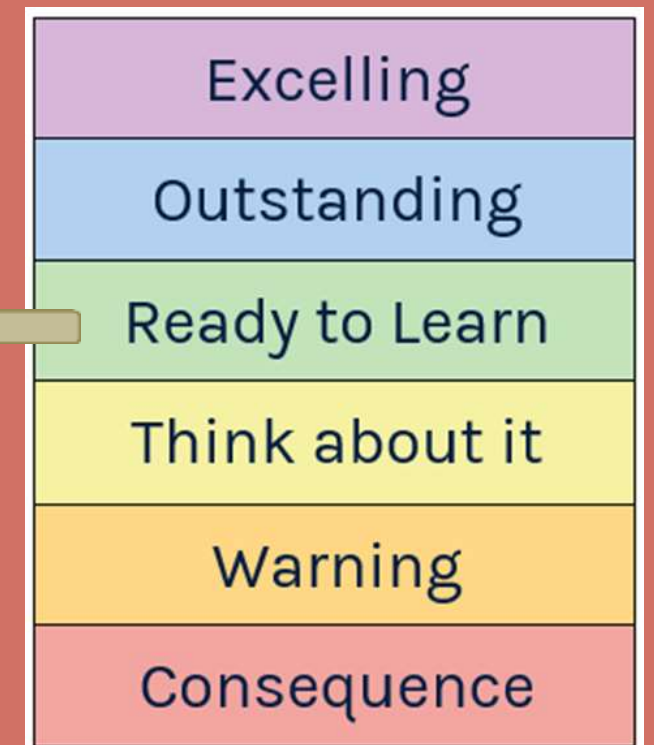 Excelling
Outstanding
Ready to Learn
Think about it
Warning
Consequence